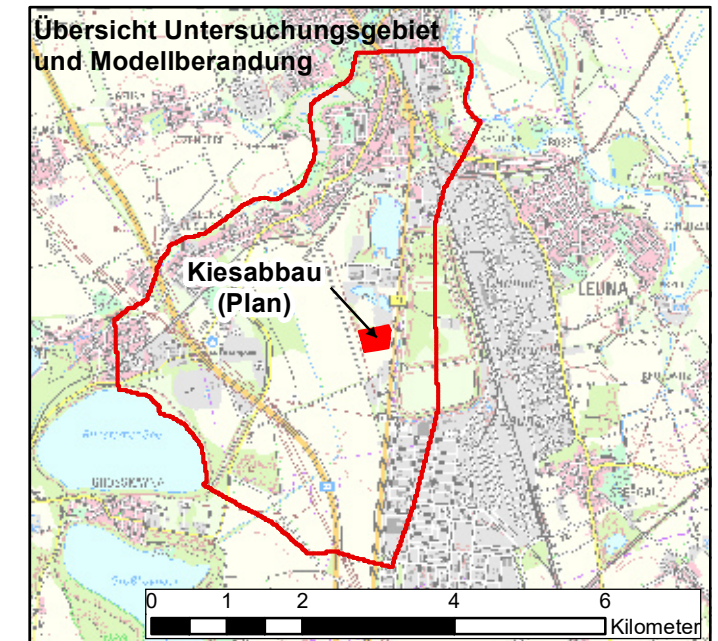 Übersicht Untersuchungsgebiet
und Modellberandung
Kiesabbau
(Plan)
LEUNA
0 1 2 4 6
Kilometer